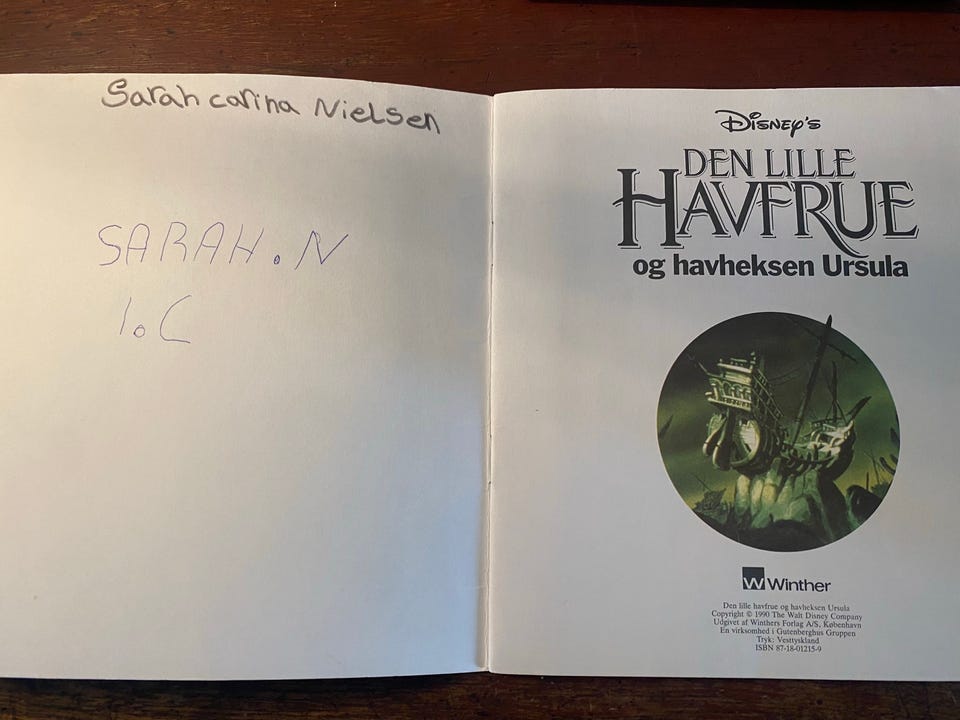 Sarah carina Nielsen
SARAH.N
1.C
Disney's
DEN LILLE
HAVFRUE
og havheksen Ursula
W Winther
Den lille havfrue og havheksen Ursula
Copyright © 1990 The Walt Disney Company
Udgivet af Winthers Forlag A/S, København
En virksomhed i Gutenberghus Gruppen
Tryk: Vesttyskland
ISBN 87-18-01215-9